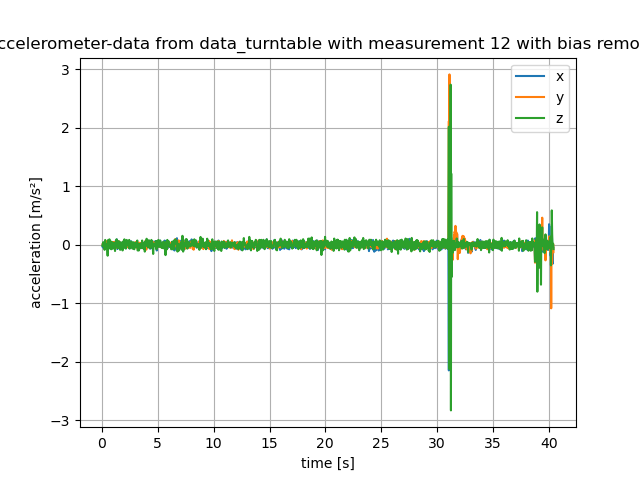 ccelerometer-data from data_turntable with measurement 12 with bias remo
x
y
z
3
2
1
0
−1
−2
−3
acceleration [m/s²]
0 5 10 15 20 25 30 35 40
time [s]